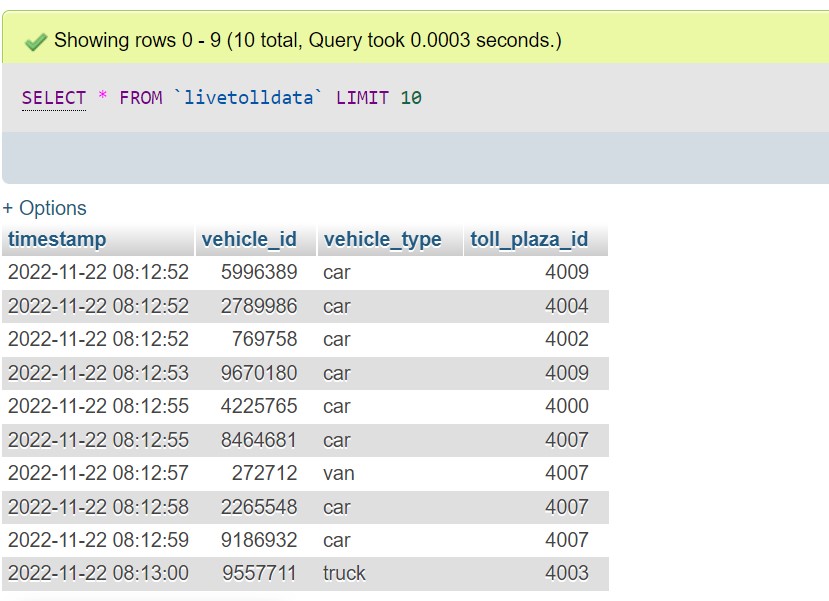 Showing rows 0 - 9 (10 total, Query took 0.0003 seconds.)
SELECT * FROM `livetolldata` LIMIT 10
+ Options
timestamp vehicle_id vehicle_type toll_plaza_id
2022-11-22 08:12:52 5996389 car 4009
2022-11-22 08:12:52 2789986 car 4004
2022-11-22 08:12:52 769758 car 4002
2022-11-22 08:12:53 9670180 car 4009
2022-11-22 08:12:55 4225765 car 4000
2022-11-22 08:12:55 8464681 car 4007
2022-11-22 08:12:57 272712 van 4007
2022-11-22 08:12:58 2265548 car 4007
2022-11-22 08:12:59 9186932 car 4007
2022-11-22 08:13:00 9557711 truck 4003